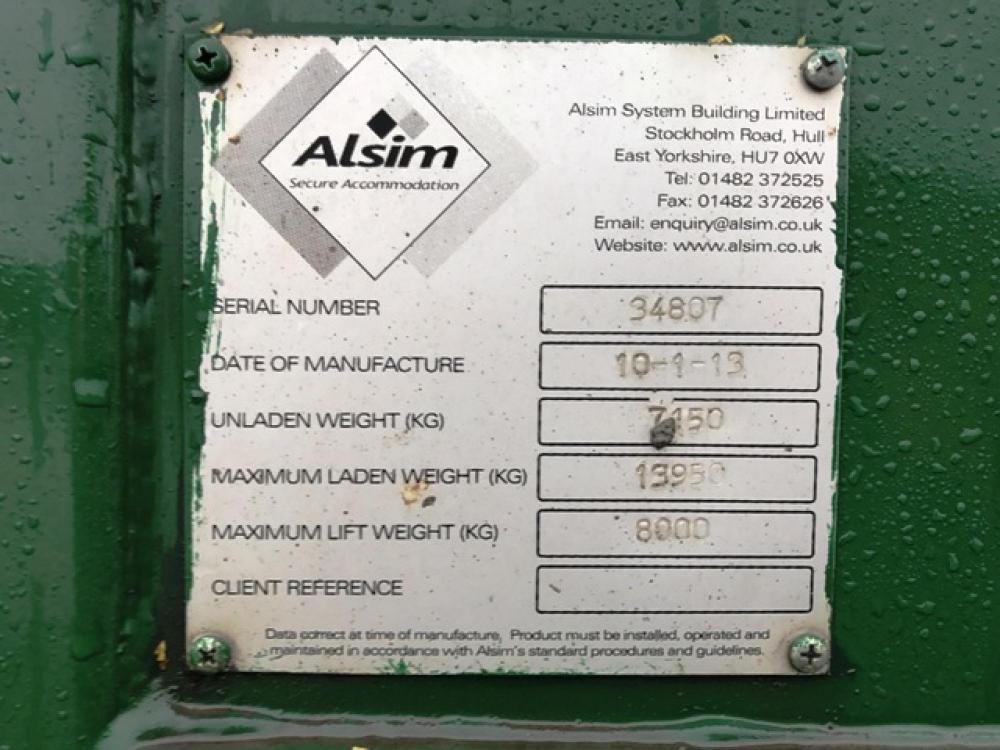 Alsim
Secure Accommodation
Alsim System Building Limited
Stockholm Road, Hull
East Yorkshire, HU7 0XW
Tel: 01482 372525
Fax: 01482 372626
Email: enquiry@alsim.co.uk
Website: www.alsim.co.uk
SERIAL NUMBER 34807
DATE OF MANUFACTURE 10-1-13
UNLADEN WEIGHT (KG) 7150
MAXIMUM LADEN WEIGHT (KG) 13950
MAXIMUM LIFT WEIGHT (KG) 8000
CLIENT REFERENCE
Data correct at time of manufacture, Product must be installed, operated and
maintained in accordance with Alsim's standard procedures and guidelines.